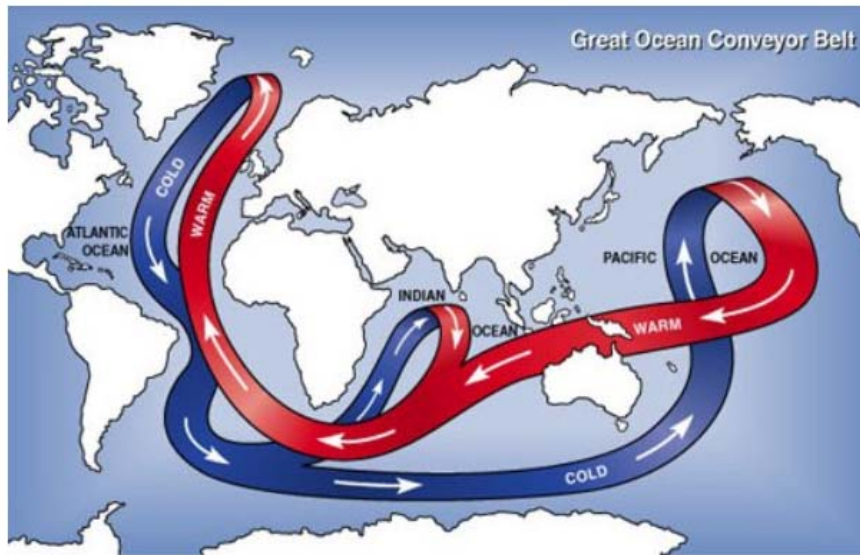 Great Ocean Conveyor Belt
COLD
WARM
ATLANTIC
OCEAN
INDIAN
OCEAN
PACIFIC OCEAN
WARM
COLD